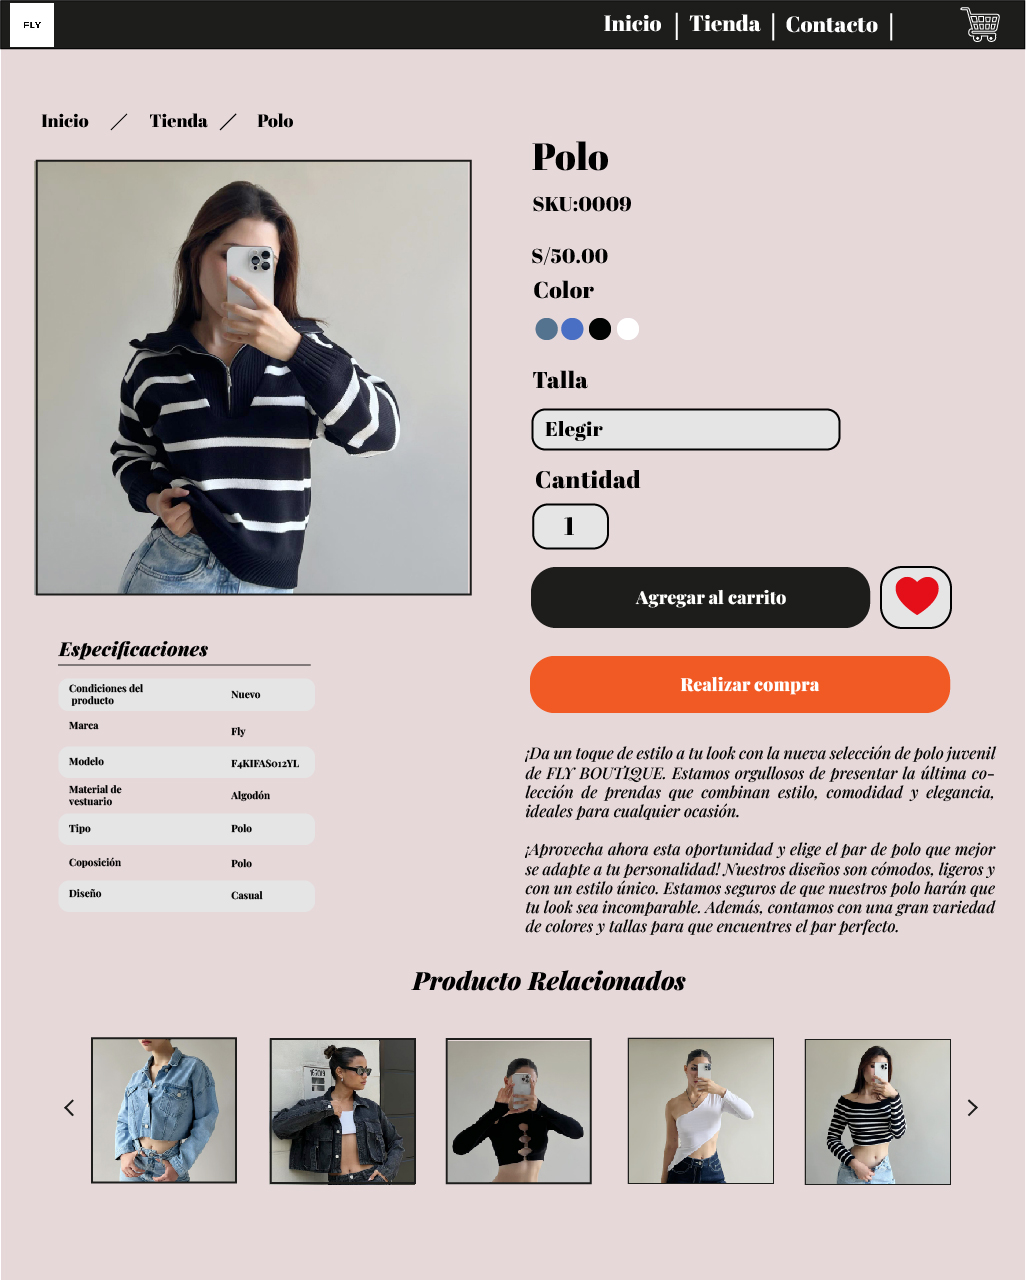 FLY
Inicio | Tienda | Contacto |
Inicio / Tienda / Polo
Polo
SKU:0009
S/50.00
Color
Talla
Elegir
Cantidad
1
Agregar al carrito
Realizar compra
Especificaciones
Condiciones del
producto
Nuevo
Marca
Fly
Modelo
F4KIFAS012YL
Material de
vestuario
Algodón
Tipo
Polo
Coposición
Polo
Diseño
Casual
¡Da un toque de estilo a tu look con la nueva selección de polo juvenil
de FLY BOUTIQUE. Estamos orgullosos de presentar la última co-
lección de prendas que combinan estilo, comodidad y elegancia,
ideales para cualquier ocasión.
¡Aprovecha ahora esta oportunidad y elige el par de polo que mejor
se adapte a tu personalidad! Nuestros diseños son cómodos, ligeros y
con un estilo único. Estamos seguros de que nuestros polo harán que
tu look sea incomparable. Además, contamos con una gran variedad
de colores y tallas para que encuentres el par perfecto.
Producto Relacionados